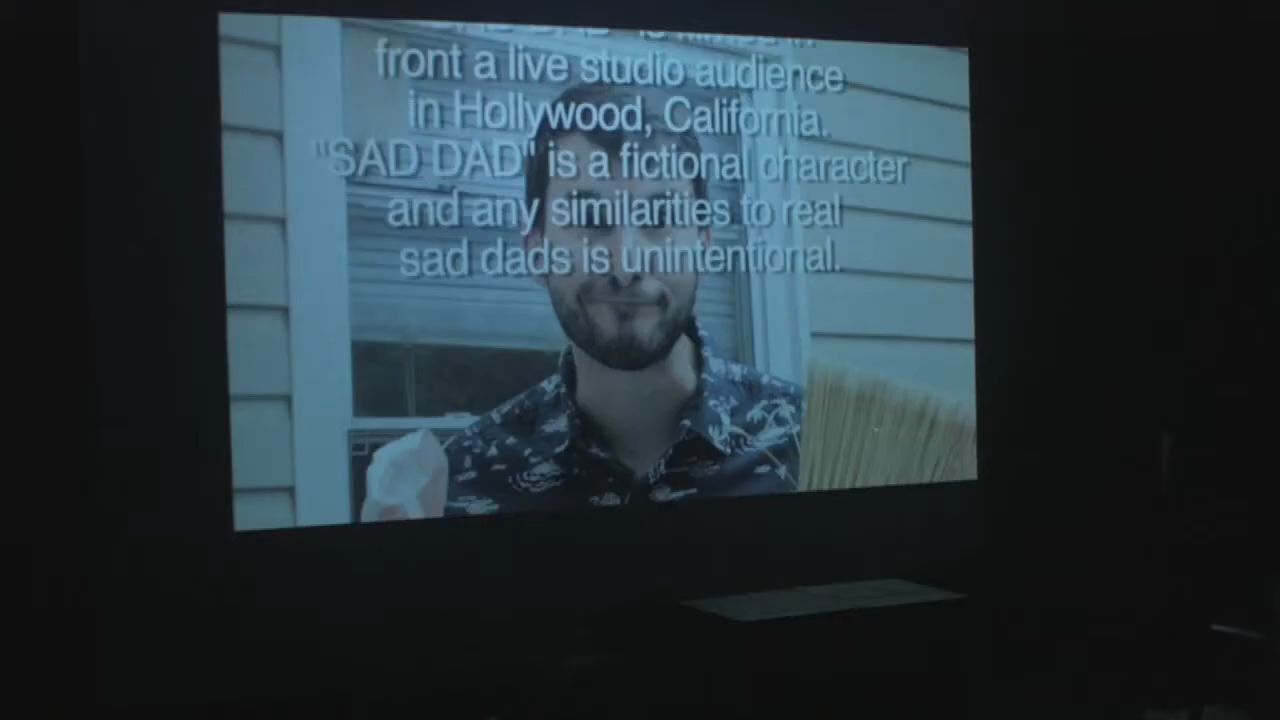 front a live studio audience
in Hollywood, California.
"SAD DAD" is a fictional character
and any similarities to real
sad dads is unintentional.